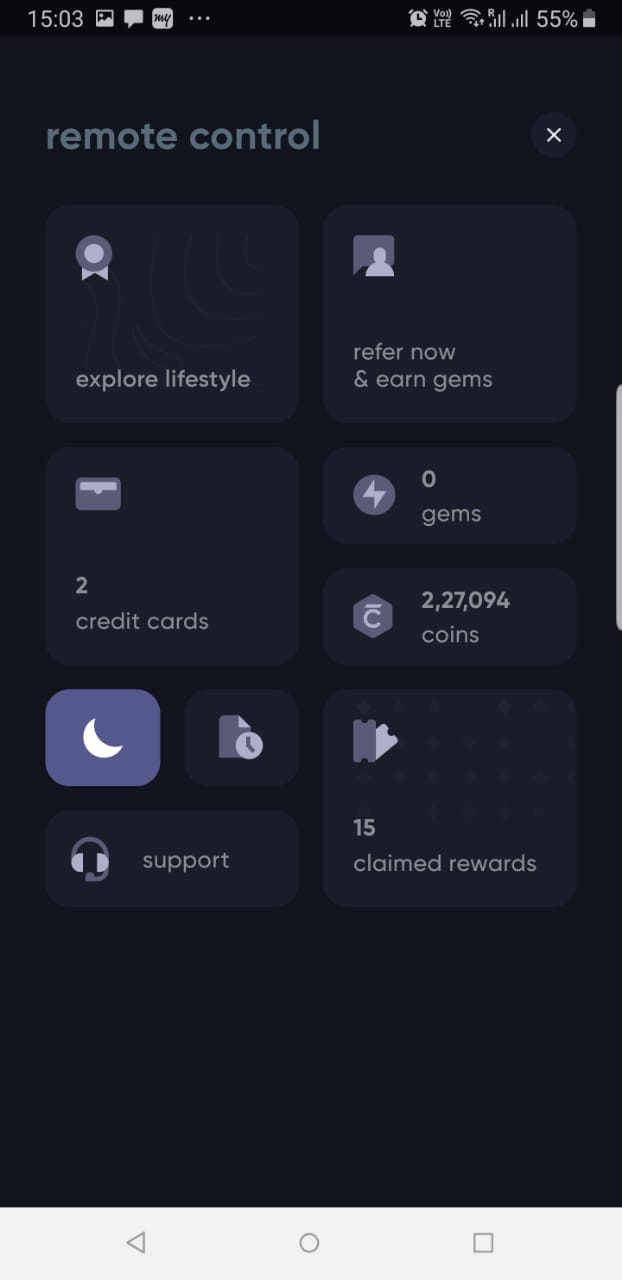 15:03 my ... Vo)) LTE R 55%
remote control
explore lifestyle
refer now
& earn gems
0
gems
2
credit cards
2,27,094
coins
support
15
claimed rewards